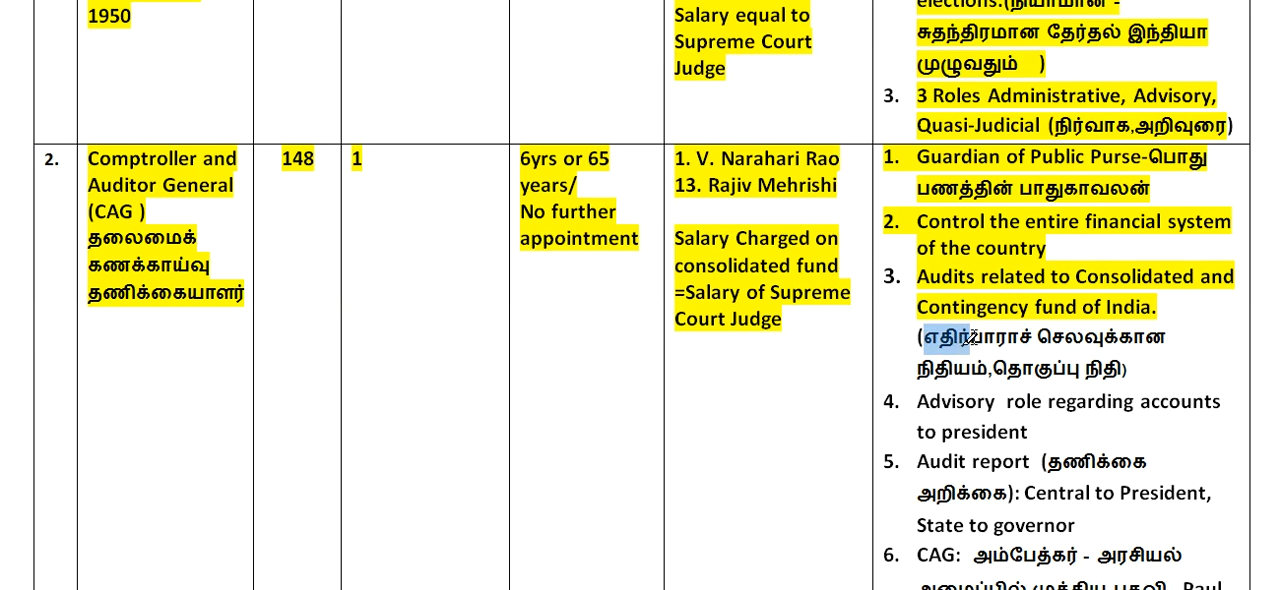 1950
Salary equal to
Supreme Court
Judge
சுதந்திரமான தேர்தல் இந்தியா
முழுவதும் )
3. 3 Roles Administrative, Advisory,
Quasi-Judicial (நிர்வாக,அறிவுரை)
2.
Comptroller and
Auditor General
(CAG )
தலைமைக்
கணக்காய்வு
தணிக்கையாளர்
148
1
6yrs or 65
years/
No further
appointment
1. V. Narahari Rao
13. Rajiv Mehrishi
Salary Charged on
consolidated fund
=Salary of Supreme
Court Judge
1. Guardian of Public Purse-பொது
பணத்தின் பாதுகாவலன்
2. Control the entire financial system
of the country
3. Audits related to Consolidated and
Contingency fund of India.
(எதிர்பாராச் செலவுக்கான
நிதியம்,தொகுப்பு நிதி)
4. Advisory role regarding accounts
to president
5. Audit report (தணிக்கை
அறிக்கை): Central to President,
State to governor
6. CAG: அம்பேத்கர் - அரசியல்